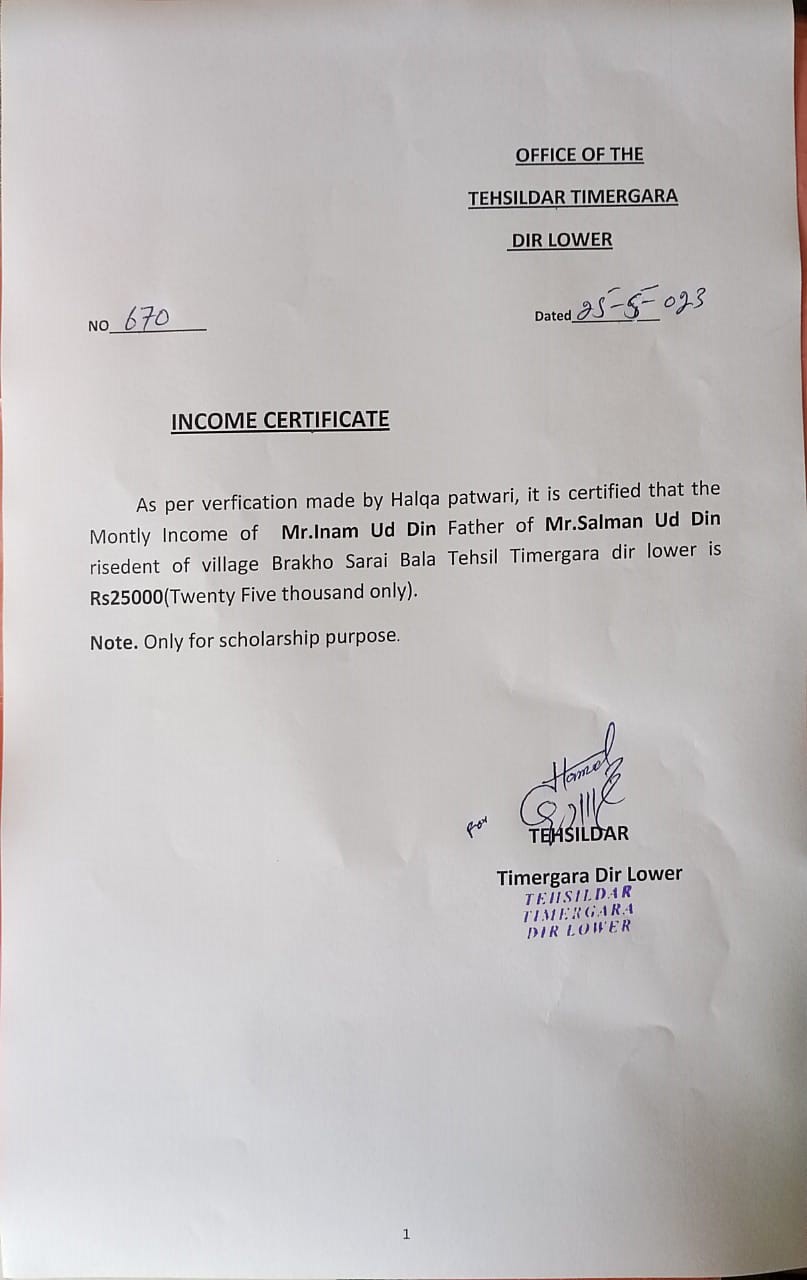 OFFICE OF THE
TEHSILDAR TIMERGARA
DIR LOWER
NO 670
Dated 25-5-023
INCOME CERTIFICATE
As per verfication made by Halqa patwari, it is certified that the
Montly Income of Mr.Inam Ud Din Father of Mr.Salman Ud Din
risedent of village Brakho Sarai Bala Tehsil Timergara dir lower is
Rs25000(Twenty Five thousand only).
Note. Only for scholarship purpose.
for
TEHSILDAR
Timergara Dir Lower
TEHSILDAR
TIMERGARA
DIR LOWER
1